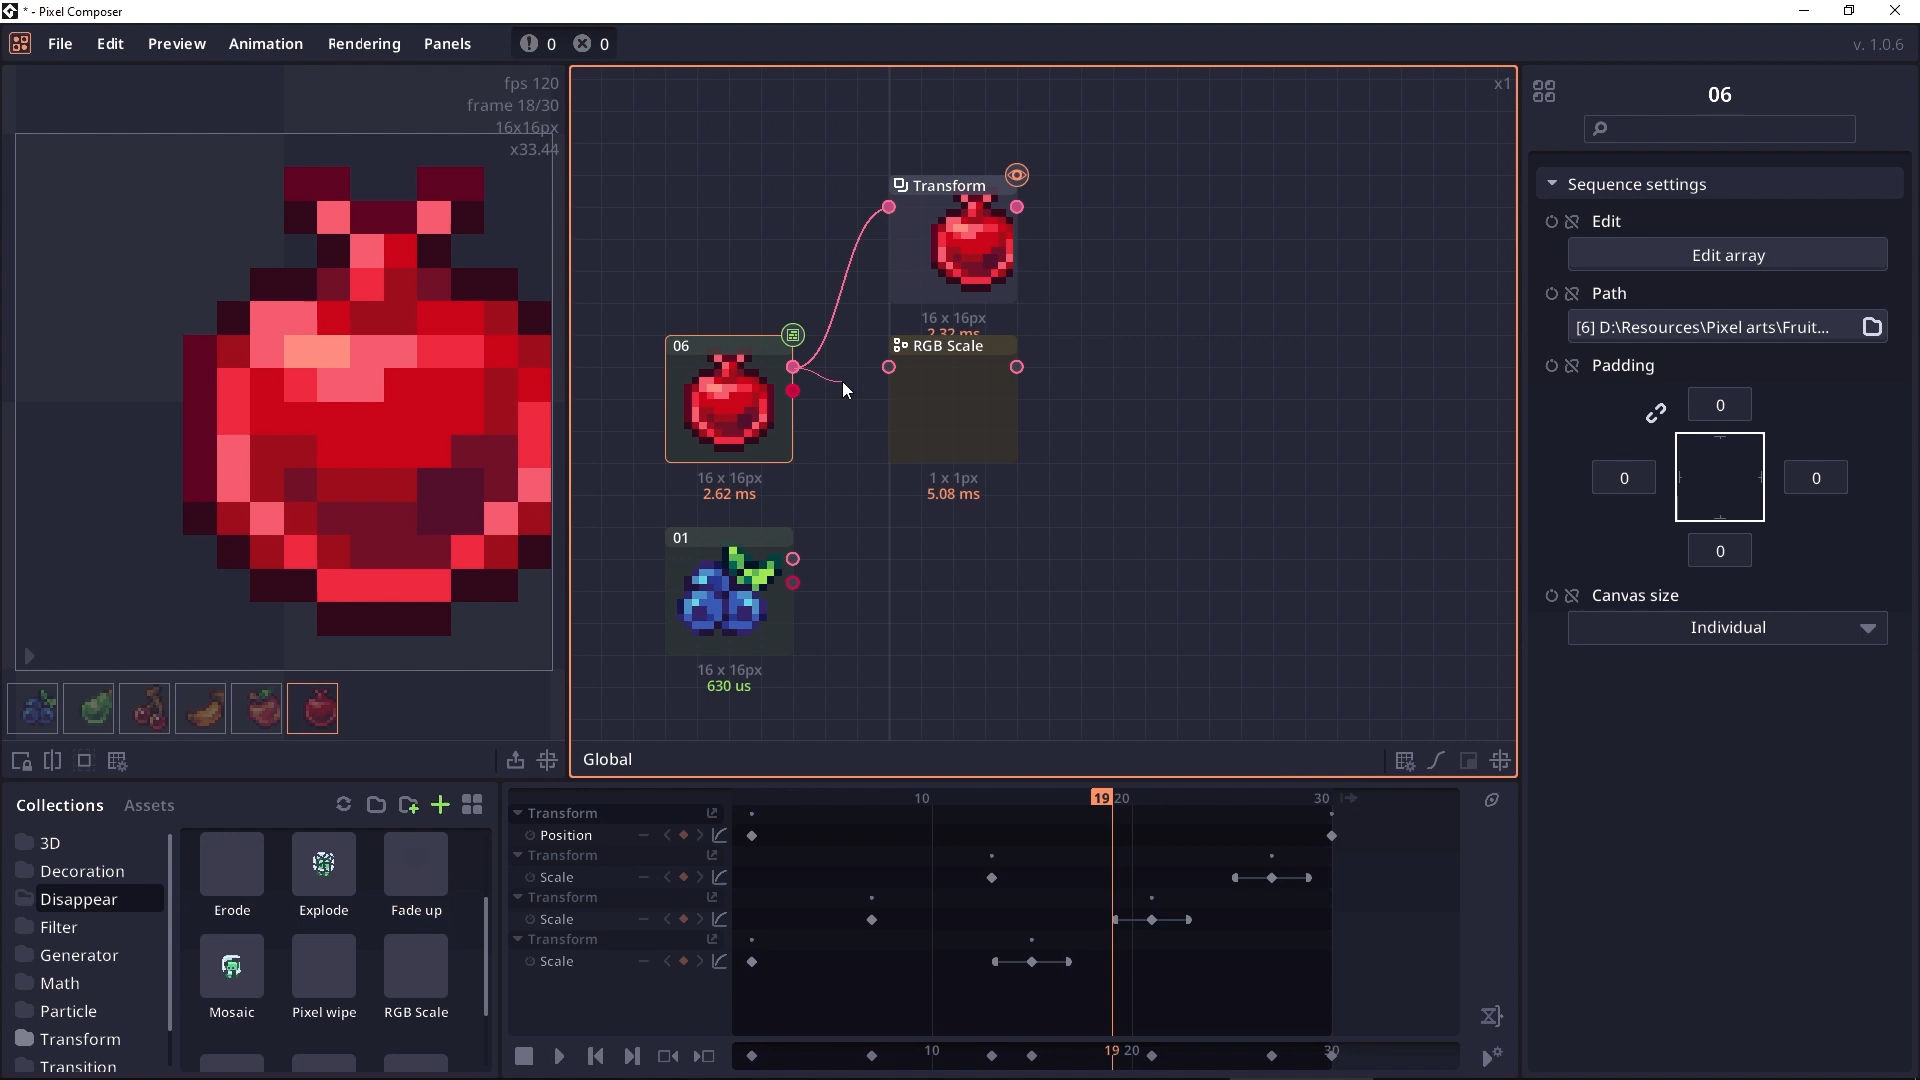 * - Pixel Composer
File Edit Preview Animation Rendering Panels 0 0 v. 1.0.6
fps 120
frame 18/30
16x16px
x33.44
x1
Transform
16 x 16px
2.32 ms
06
16 x 16px
2.62 ms
RGB Scale
1 x 1px
5.08 ms
01
16 x 16px
630 us
Global
06
Sequence settings
Edit
Edit array
Path
[6] D:\Resources\Pixel arts\Fruit...
Padding
0
0 0
0
Canvas size
Individual
Collections Assets
3D
Decoration
Disappear
Filter
Generator
Math
Particle
Transform
Transition
Erode Explode Fade up
Mosaic Pixel wipe RGB Scale
10 19 20 30
Transform
Position
Transform
Scale
Transform
Scale
Transform
Scale
10 19 20 30